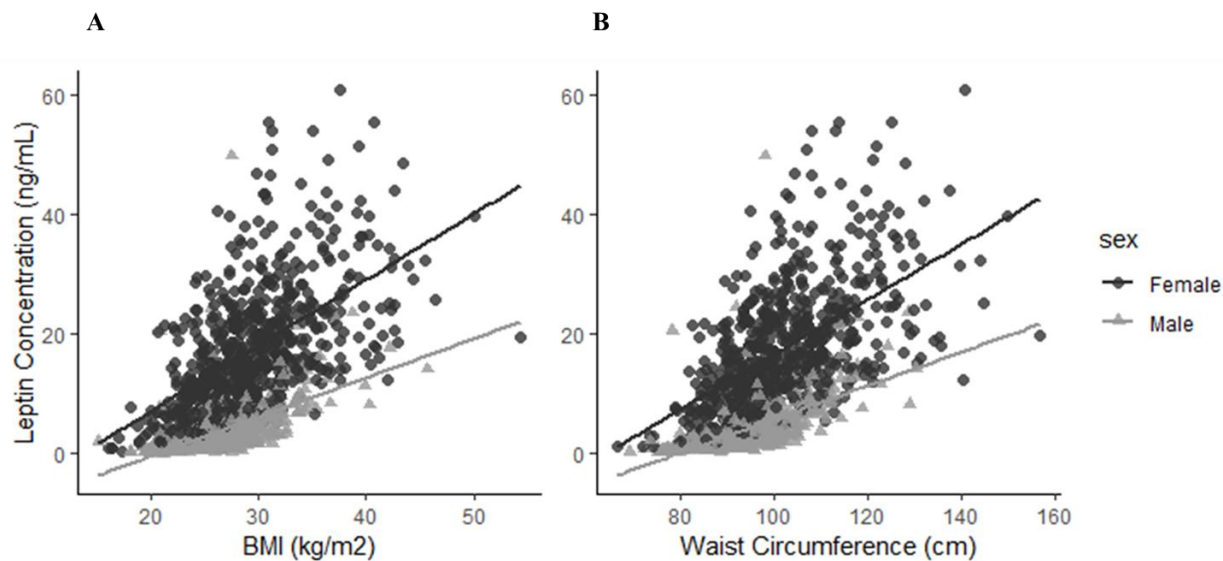 A
B
Leptin Concentration (ng/mL)
60
40
20
0
20 30 40 50
BMI (kg/m2)
60
40
20
0
80 100 120 140 160
Waist Circumference (cm)
sex
Female
Male